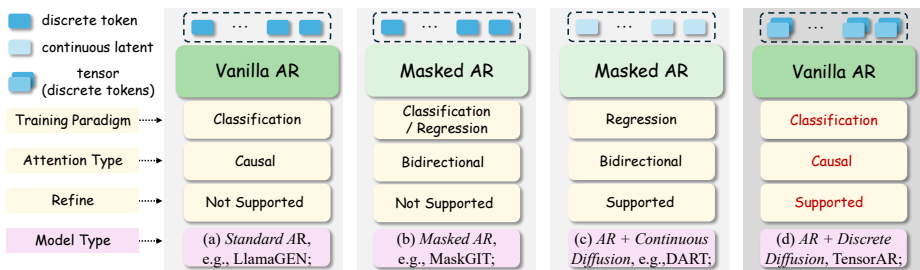 discrete token
continuous latent
tensor
(discrete tokens)
Training Paradigm
Attention Type
Refine
Model Type
...
Vanilla AR
Classification
Causal
Not Supported
(a) Standard AR,
e.g., LlamaGEN;
...
Masked AR
Classification
/ Regression
Bidirectional
Not Supported
(b) Masked AR,
e.g., MaskGIT;
...
Masked AR
Regression
Bidirectional
Supported
(c) AR + Continuous
Diffusion, e.g.,DART;
...
Vanilla AR
Classification
Causal
Supported
(d) AR + Discrete
Diffusion, TensorAR;